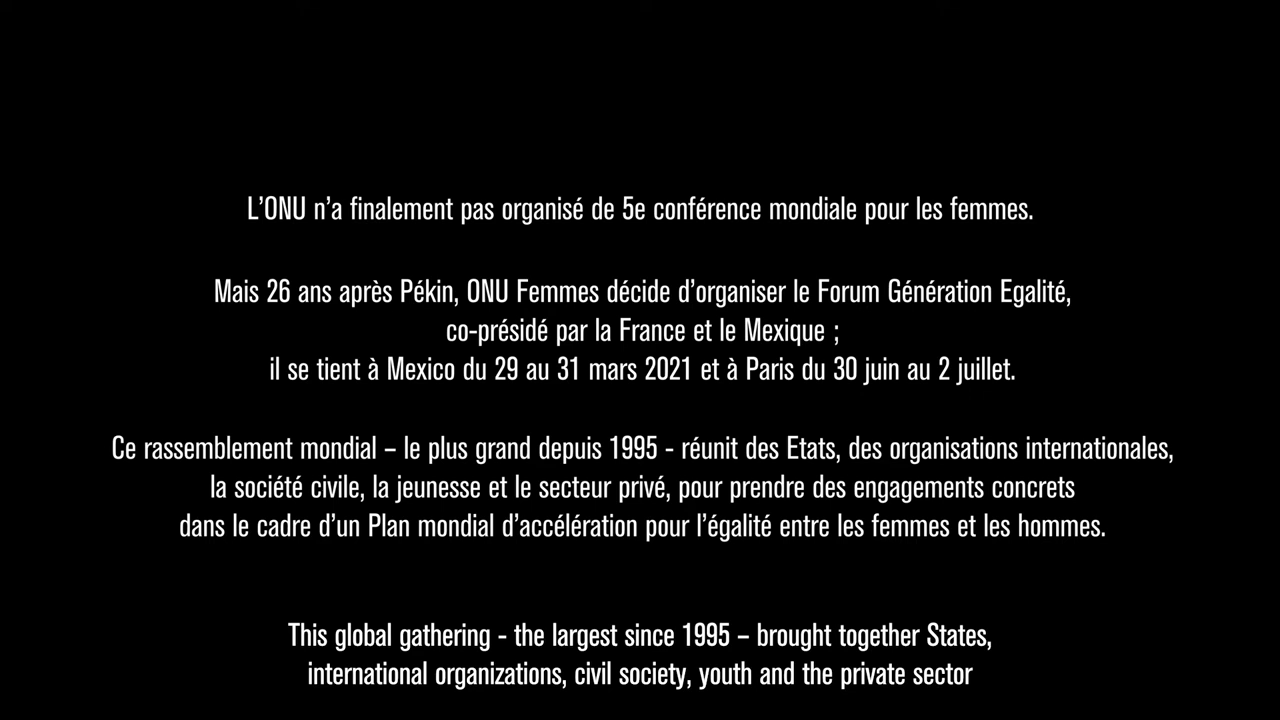 L’ONU n’a finalement pas organisé de 5e conférence mondiale pour les femmes.
Mais 26 ans après Pékin, ONU Femmes décide d’organiser le Forum Génération Egalité,
co-présidé par la France et le Mexique ;
il se tient à Mexico du 29 au 31 mars 2021 et à Paris du 30 juin au 2 juillet.
Ce rassemblement mondial – le plus grand depuis 1995 - réunit des Etats, des organisations internationales,
la société civile, la jeunesse et le secteur privé, pour prendre des engagements concrets
dans le cadre d’un Plan mondial d’accélération pour l’égalité entre les femmes et les hommes.
This global gathering - the largest since 1995 – brought together States,
international organizations, civil society, youth and the private sector